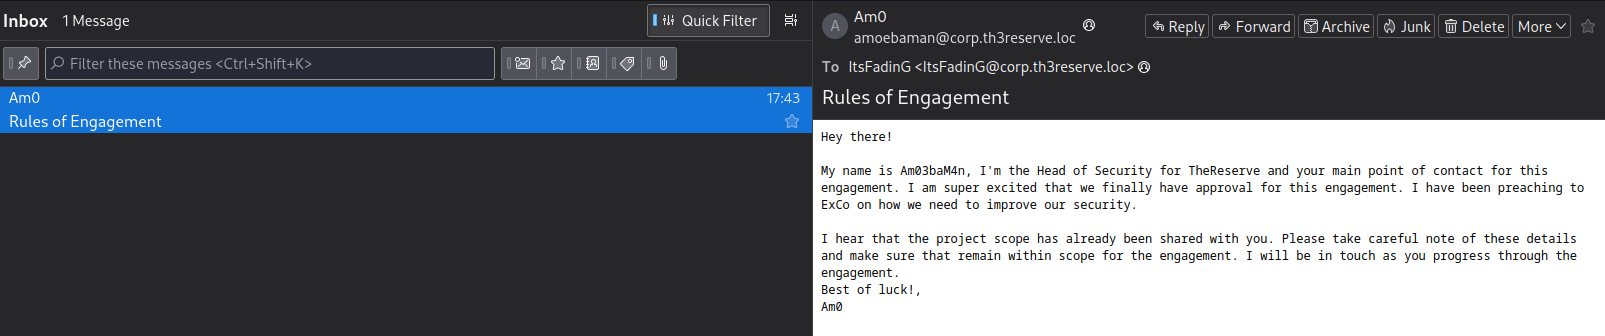 Inbox 1 Message
Quick Filter
Filter these messages <Ctrl+Shift+K>
Am0 17:43
Rules of Engagement
A
Am0
amoebaman@corp.th3reserve.loc
Reply Forward Archive Junk Delete More
To ItsFadinG <ItsFadinG@corp.th3reserve.loc>
Rules of Engagement
Hey there!
My name is Am03baM4n, I'm the Head of Security for TheReserve and your main point of contact for this
engagement. I am super excited that we finally have approval for this engagement. I have been preaching to
ExCo on how we need to improve our security.
I hear that the project scope has already been shared with you. Please take careful note of these details
and make sure that remain within scope for the engagement. I will be in touch as you progress through the
engagement.
Best of luck!,
Am0